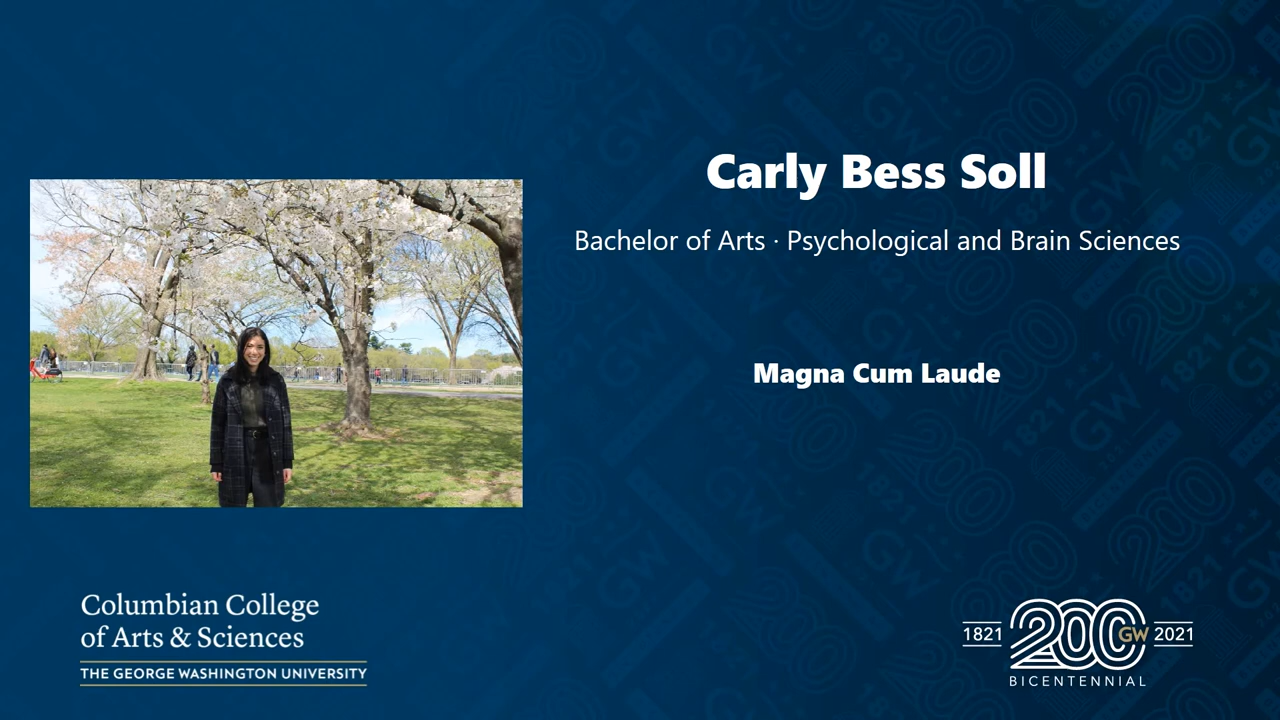 Carly Bess Soll
Bachelor of Arts · Psychological and Brain Sciences
Magna Cum Laude
Columbian College
of Arts & Sciences
THE GEORGE WASHINGTON UNIVERSITY
1821 200 GW 2021
BICENTENNIAL